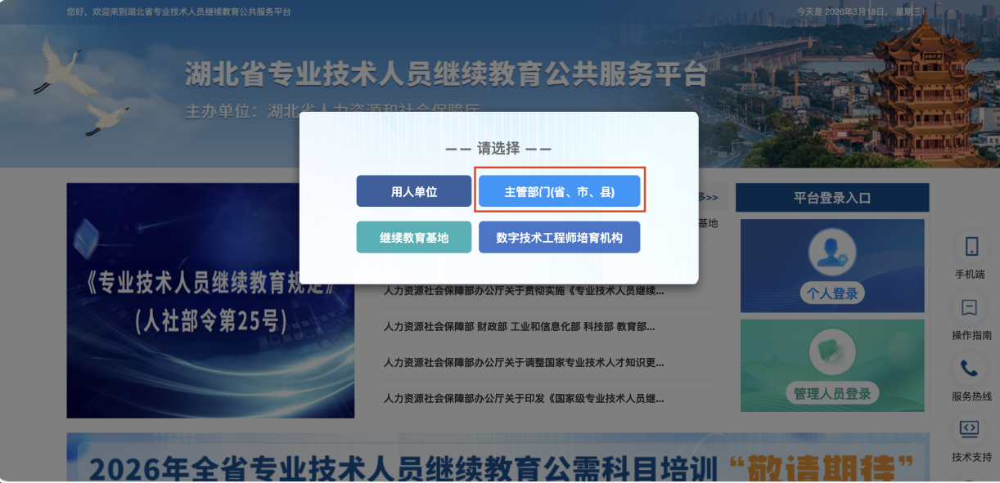 您好，欢迎来到湖北省专业技术人员继续教育公共服务平台
今天是 2026年3月18日， 星期三！
湖北省专业技术人员继续教育公共服务平台
主办单位：湖北省人力资源和社会保障厅
—— 请选择 ——
用人单位
主管部门(省、市、县)
继续教育基地
数字技术工程师培育机构
多>>
基地
《专业技术人员继续教育规定》
(人社部令第25号)
人力资源社会保障部办公厅关于贯彻实施《专业技术人员继续...
人力资源社会保障部 财政部 工业和信息化部 科技部 教育部...
人力资源社会保障部办公厅关于调整国家专业技术人才知识更...
人力资源社会保障部办公厅关于印发《国家级专业技术人员继...
平台登录入口
个人登录
管理人员登录
手机端
操作指南
服务热线
技术支持
2026年全省专业技术人员继续教育公需科目培训 “敬请期待”